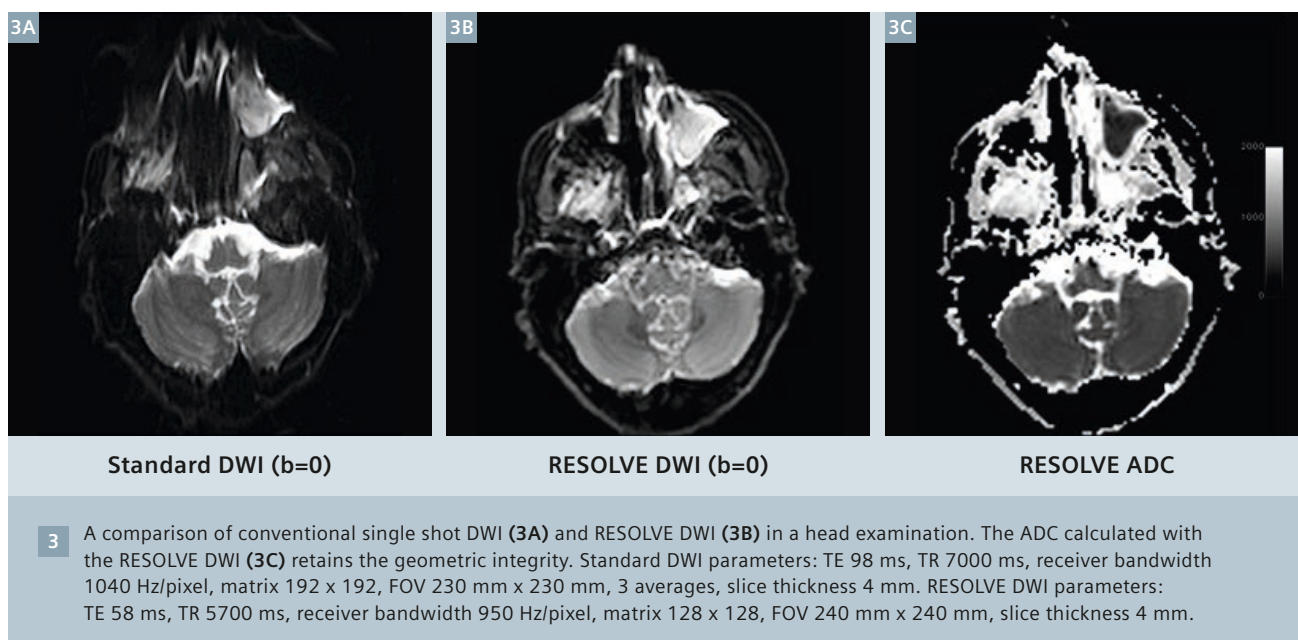 3A
3B
3C
2000
1000
0
Standard DWI (b=0)
RESOLVE DWI (b=0)
RESOLVE ADC
3
A comparison of conventional single shot DWI (3A) and RESOLVE DWI (3B) in a head examination. The ADC calculated with
the RESOLVE DWI (3C) retains the geometric integrity. Standard DWI parameters: TE 98 ms, TR 7000 ms, receiver bandwidth
1040 Hz/pixel, matrix 192 x 192, FOV 230 mm x 230 mm, 3 averages, slice thickness 4 mm. RESOLVE DWI parameters:
TE 58 ms, TR 5700 ms, receiver bandwidth 950 Hz/pixel, matrix 128 x 128, FOV 240 mm x 240 mm, slice thickness 4 mm.